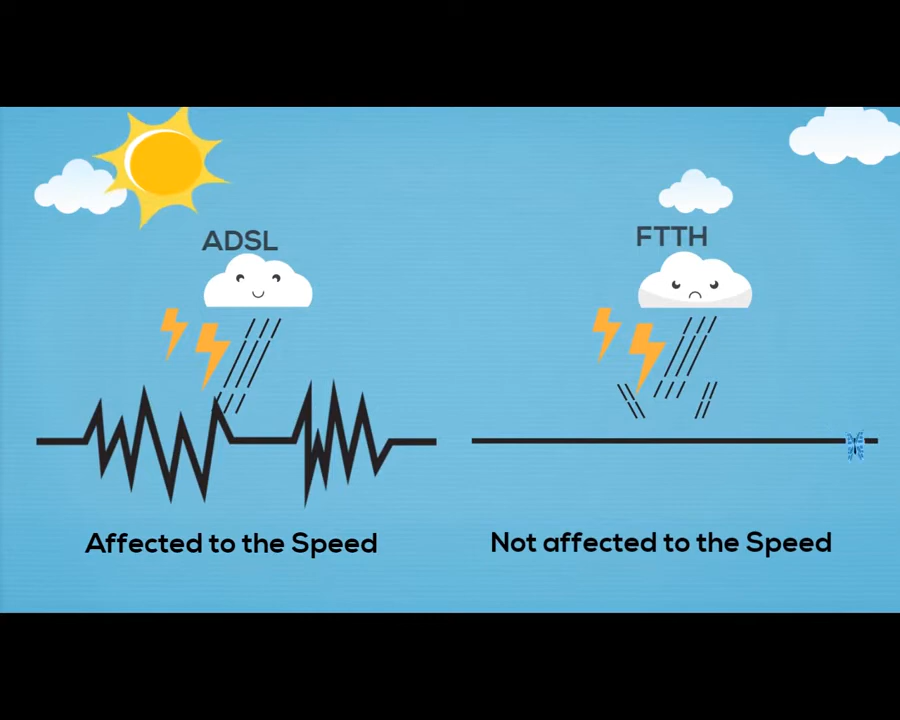 ADSL
FTTH
Affected to the Speed
Not affected to the Speed